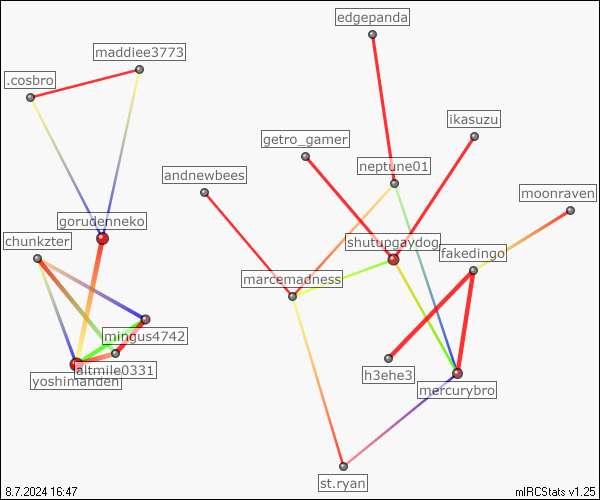 edgepanda
maddiee3773
.cosbro
ikasuzu
getro_gamer
neptune01
andnewbees
moonraven
gorudenneko
chunkzter
shutupgaydog
fakedingo
marcemadness
mingus4742
altmile0331
yoshimanden
h3ehe3
mercurybro
st.ryan
8.7.2024 16:47
mIRCStats v1.25